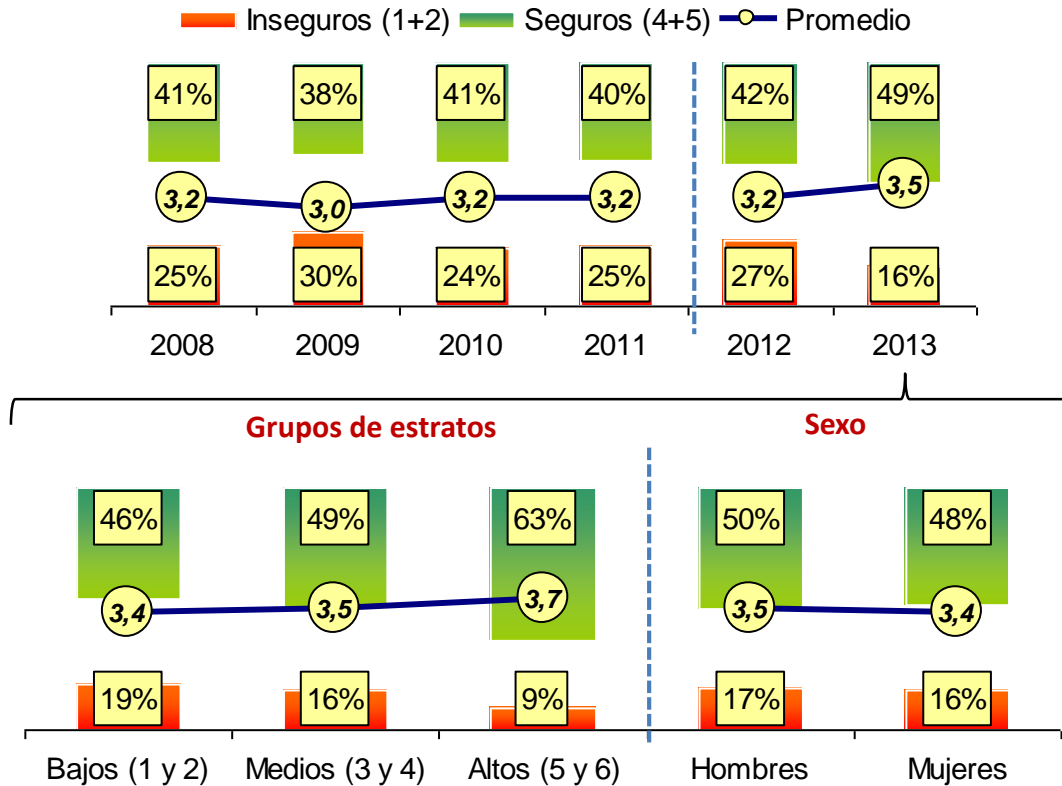 Inseguros (1+2) Seguros (4+5) Promedio
41% 38% 41% 40% 42% 49%
3,2 3,0 3,2 3,2 3,2 3,5
25% 30% 24% 25% 27% 16%
2008 2009 2010 2011 2012 2013
Grupos de estratos Sexo
46% 49% 63% 50% 48%
3,4 3,5 3,7 3,5 3,4
19% 16% 9% 17% 16%
Bajos (1 y 2) Medios (3 y 4) Altos (5 y 6) Hombres Mujeres